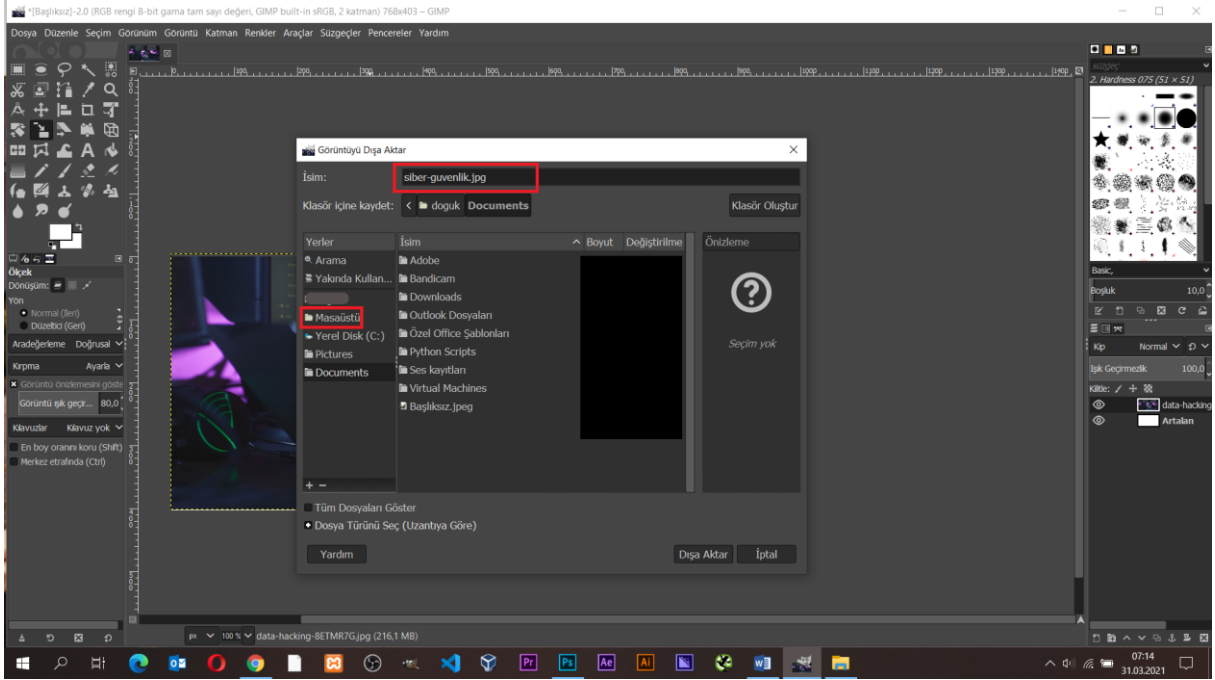 *[Başlıksız]-2.0 (RGB rengi 8-bit gama tam sayı değeri, GIMP built-in sRGB, 2 katman) 768x403 – GIMP
Dosya Düzenle Seçim Görünüm Görüntü Katman Renkler Araçlar Süzgeçler Pencereler Yardım
süzgeç
2. Hardness 075 (51 × 51)
Görüntüyü Dışa Aktar
İsim: siber-guvenlik.jpg
Klasör içine kaydet: doguk Documents Klasör Oluştur
Yerler İsim Boyut Değiştirilme Önizleme
Arama
Yakında Kullan...
Masaüstü
Yerel Disk (C:)
Pictures
Documents
Adobe
Bandicam
Downloads
Outlook Dosyaları
Özel Office Şablonları
Python Scripts
Ses kayıtları
Virtual Machines
Başlıksız.jpeg
Seçim yok
Tüm Dosyaları Göster
Dosya Türünü Seç (Uzantıya Göre)
Yardım Dışa Aktar İptal
Ölçek
Dönüşüm:
Yön
Normal (İleri)
Düzeltici (Geri)
Aradeğerleme Doğrusal
Kırpma Ayarla
Görüntü önizlemesini göste
Görüntü ışık geçir... 80,0
Kılavuzlar Kılavuz yok
En boy oranını koru (Shift)
Merkez etrafında (Ctrl)
Basic,
Boşluk 10,0
Kip Normal
Işık Geçirmezlik 100,0
Kilitle:
data-hacking
Artalan
px 100 % data-hacking-8ETMR7G.jpg (216,1 MB)
07:14
31.03.2021